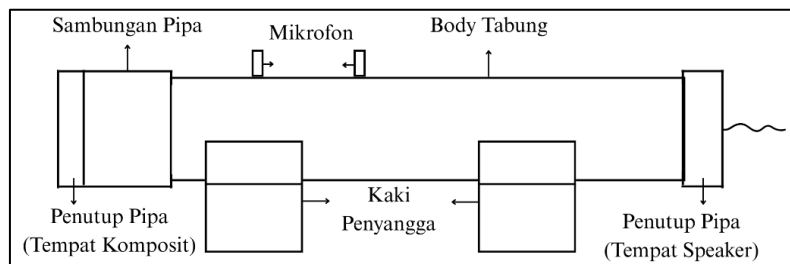 Sambungan Pipa
Mikrofon
Body Tabung
Penutup Pipa
(Tempat Komposit)
Kaki
Penyangga
Penutup Pipa
(Tempat Speaker)